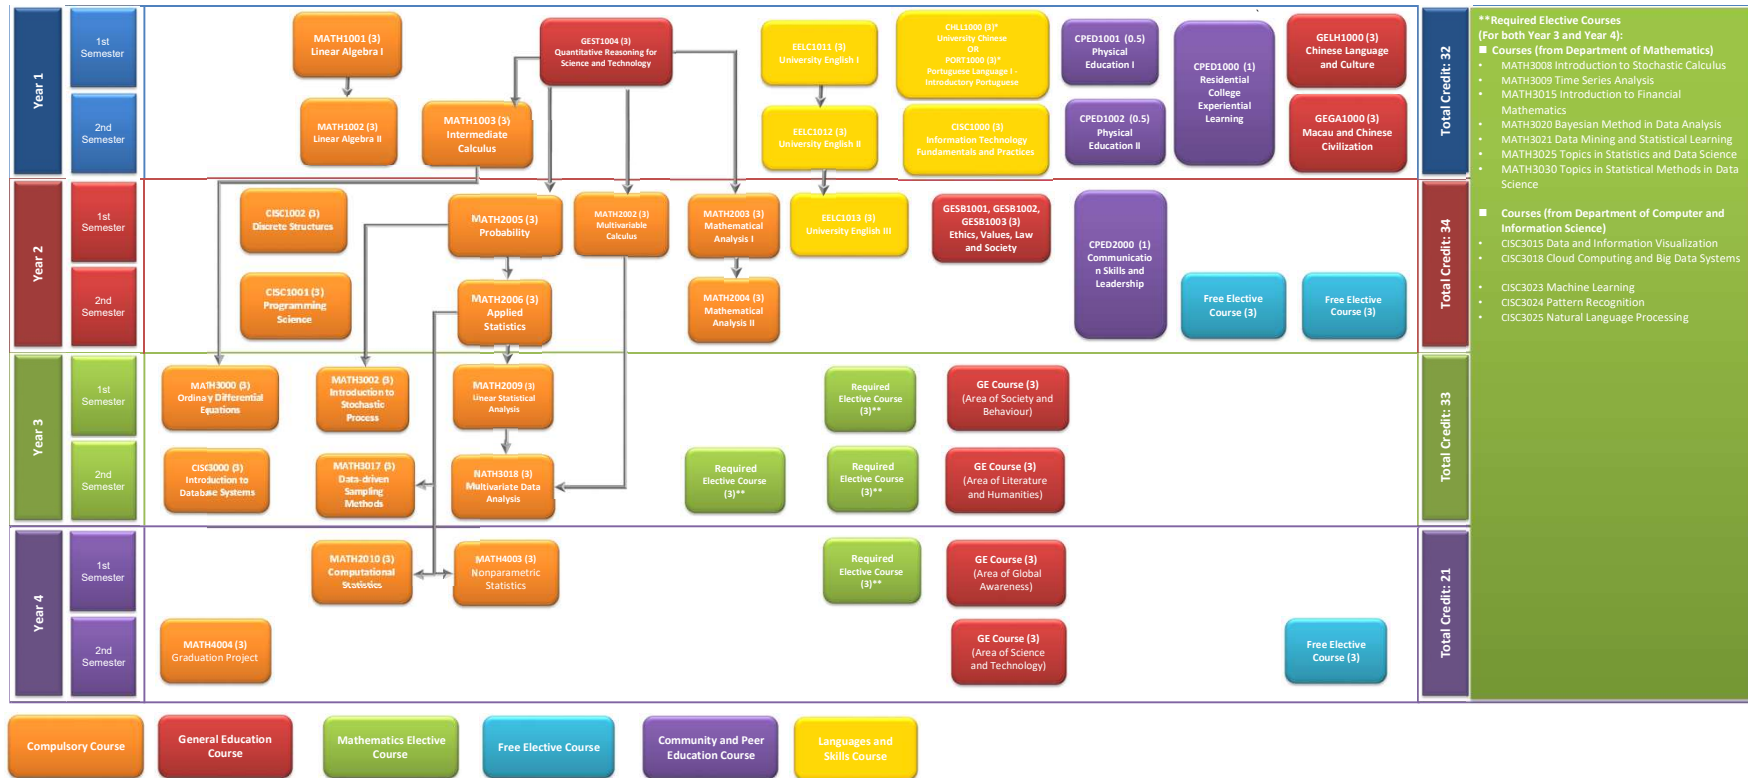 Year 1
1st
Semester
2nd
Semester
MATH1001 (3)
Linear Algebra I
MATH1002 (3)
Linear Algebra II
MATH1003 (3)
Intermediate
Calculus
GEST1004 (3)
Quantitative Reasoning for
Science and Technology
EELC1011 (3)
University English I
EELC1012 (3)
University English II
CHLL1000 (3)*
University Chinese
OR
PORT1000 (3)*
Portuguese Language I -
Introductory Portuguese
CISC1000 (3)
Information Technology
Fundamentals and Practices
CPED1001 (0.5)
Physical
Education I
CPED1002 (0.5)
Physical
Education II
CPED1000 (1)
Residential
College
Experiential
Learning
GELH1000 (3)
Chinese Language
and Culture
GEGA1000 (3)
Macau and Chinese
Civilization
Total Credit: 32
Year 2
1st
Semester
2nd
Semester
CISC1002 (3)
Discrete Structures
CISC1001 (3)
Programming
Science
MATH2005 (3)
Probability
MATH2006 (3)
Applied
Statistics
MATH2002 (3)
Multivariable
Calculus
MATH2003 (3)
Mathematical
Analysis I
MATH2004 (3)
Mathematical
Analysis II
EELC1013 (3)
University English III
GESB1001, GESB1002,
GESB1003 (3)
Ethics, Values, Law
and Society
CPED2000 (1)
Communicatio
n Skills and
Leadership
Free Elective
Course (3)
Free Elective
Course (3)
Total Credit: 34
Year 3
1st
Semester
2nd
Semester
MATH3000 (3)
Ordinary Differential
Equations
CISC3000 (3)
Introduction to
Database Systems
MATH3002 (3)
Introduction to
Stochastic
Process
MATH3017 (3)
Data-driven
Sampling
Methods
MATH2009 (3)
Linear Statistical
Analysis
NATH3018 (3)
Multivariate Data
Analysis
Required
Elective Course
(3)**
Required
Elective Course
(3)**
Required
Elective Course
(3)**
GE Course (3)
(Area of Society and
Behaviour)
GE Course (3)
(Area of Literature
and Humanities)
Total Credit: 33
Year 4
1st
Semester
2nd
Semester
MATH2010 (3)
Computational
Statistics
MATH4003 (3)
Nonparametric
Statistics
MATH4004 (3)
Graduation Project
Required
Elective Course
(3)**
GE Course (3)
(Area of Global
Awareness)
GE Course (3)
(Area of Science
and Technology)
Free Elective
Course (3)
Total Credit: 21
**Required Elective Courses
(For both Year 3 and Year 4):
■ Courses (from Department of Mathematics)
• MATH3008 Introduction to Stochastic Calculus
• MATH3009 Time Series Analysis
• MATH3015 Introduction to Financial
Mathematics
• MATH3020 Bayesian Method in Data Analysis
• MATH3021 Data Mining and Statistical Learning
• MATH3025 Topics in Statistics and Data Science
• MATH3030 Topics in Statistical Methods in Data
Science
■ Courses (from Department of Computer and
Information Science)
• CISC3015 Data and Information Visualization
• CISC3018 Cloud Computing and Big Data Systems
• CISC3023 Machine Learning
• CISC3024 Pattern Recognition
• CISC3025 Natural Language Processing
Compulsory Course
General Education
Course
Mathematics Elective
Course
Free Elective Course
Community and Peer
Education Course
Languages and
Skills Course